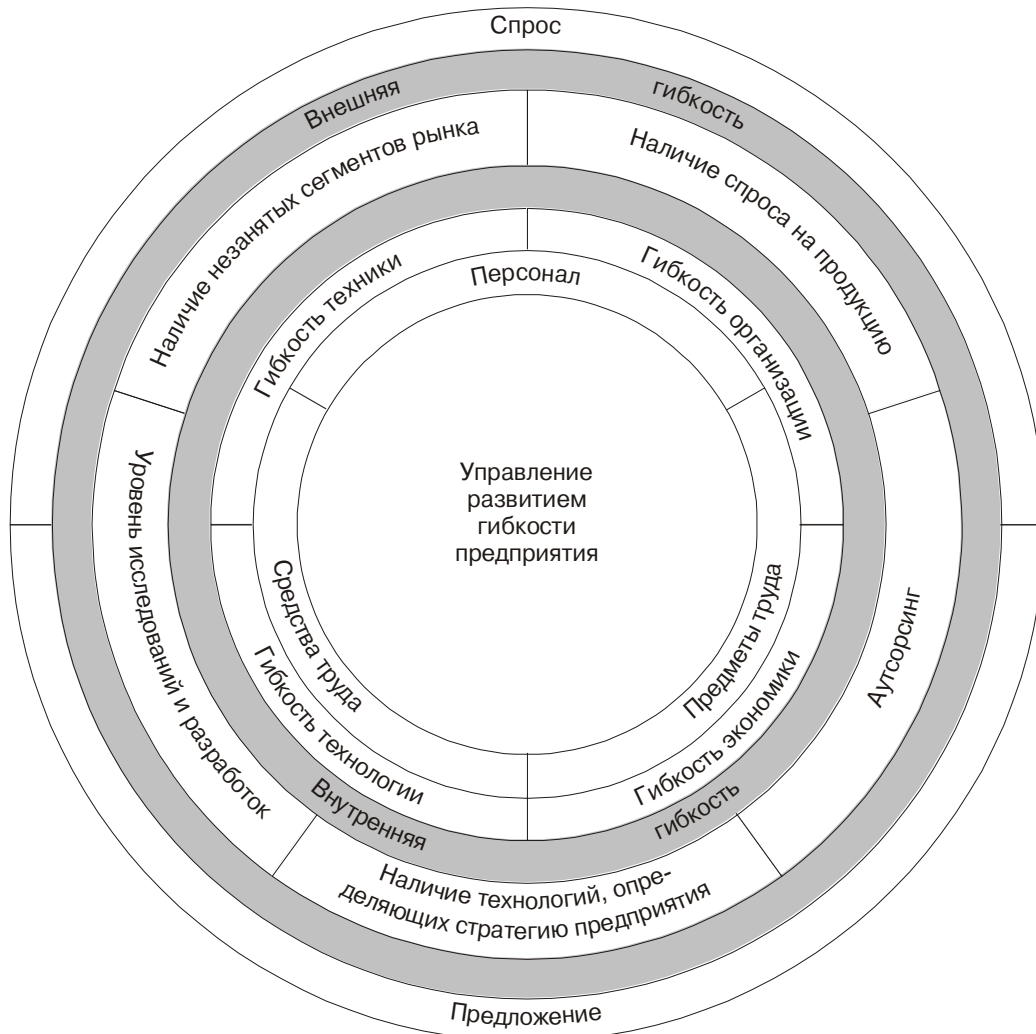 Спрос
Внешняя гибкость
Наличие незанятых сегментов рынка
Наличие спроса на продукцию
Гибкость техники
Гибкость организации
Персонал
Управление
развитием
гибкости
предприятия
Средства труда
Предметы труда
Уровень исследований и разработок
Аутсорсинг
Гибкость технологии
Гибкость экономики
Внутренняя гибкость
Наличие технологий, опре-
деляющих стратегию предприятия
Предложение